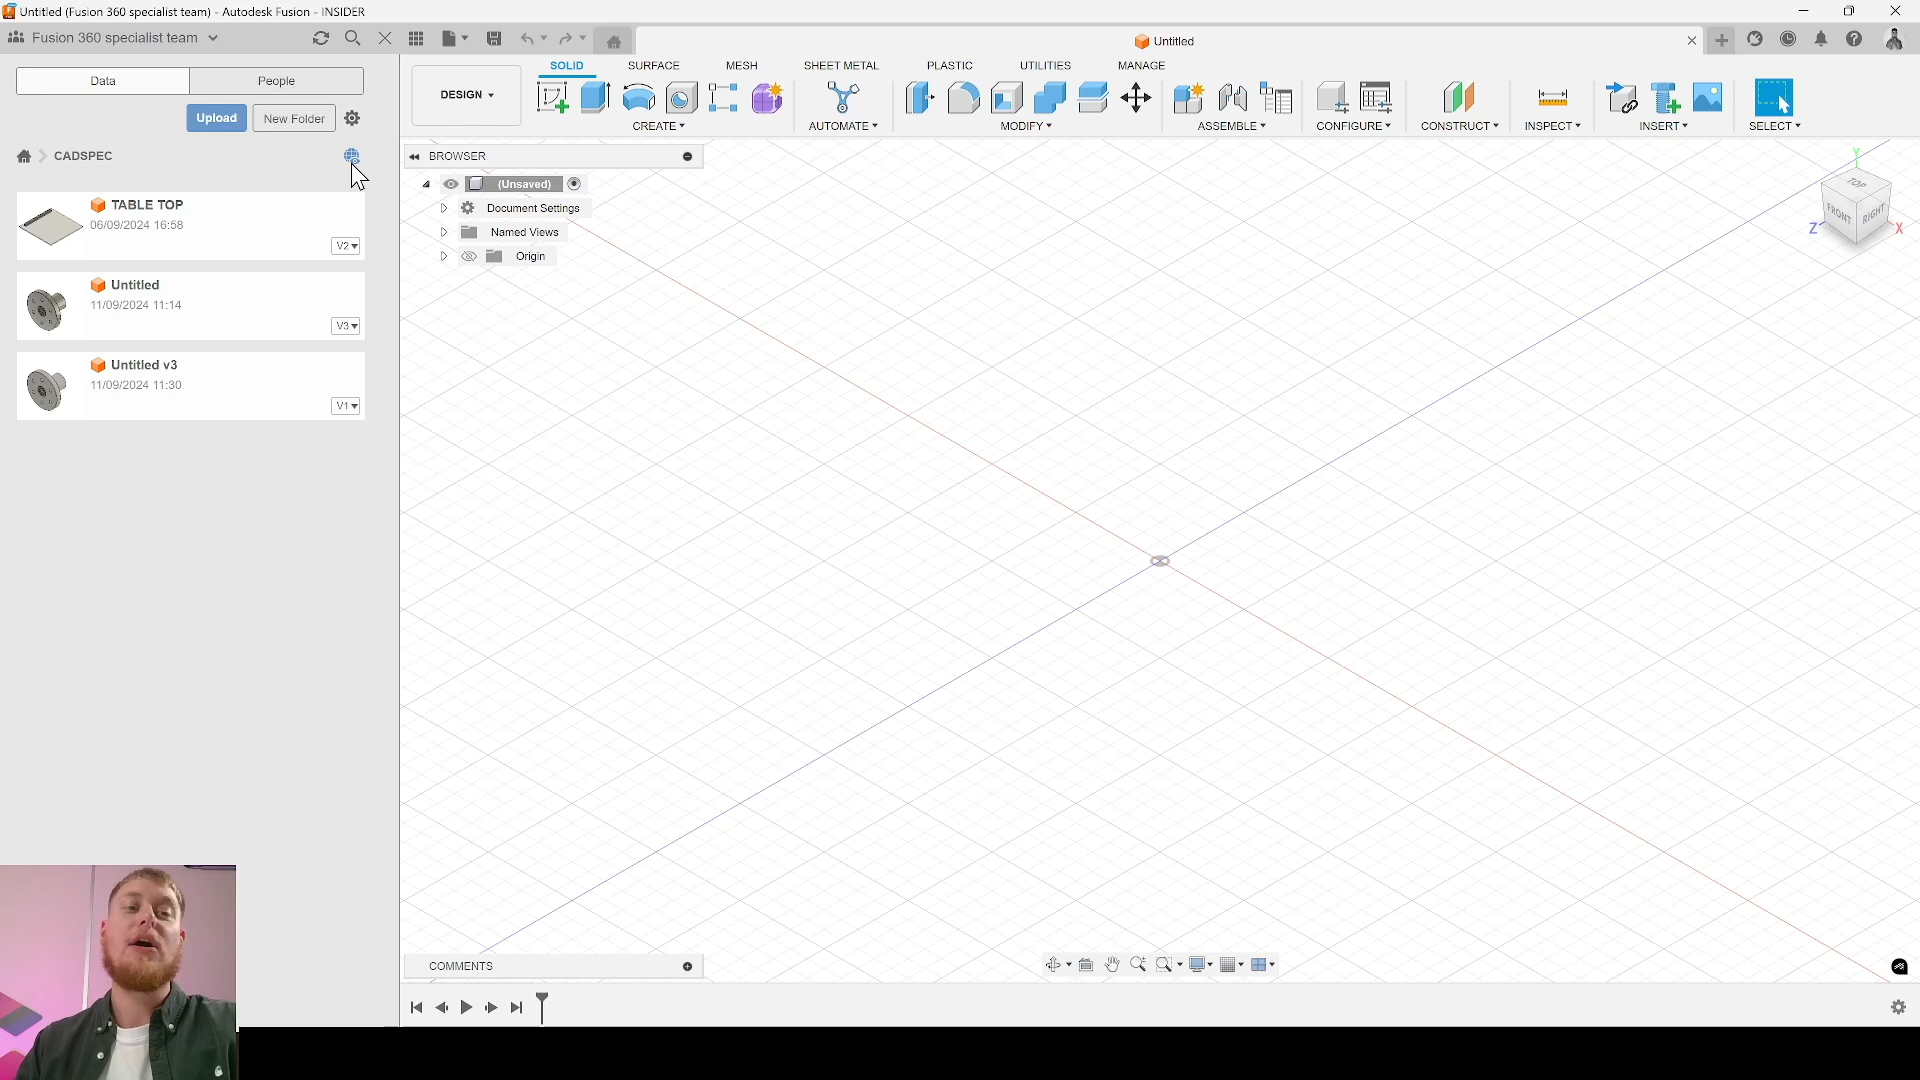 Untitled (Fusion 360 specialist team) - Autodesk Fusion - INSIDER
Fusion 360 specialist team
Untitled
Data
People
Upload
New Folder
CADSPEC
TABLE TOP
06/09/2024 16:58
V2
Untitled
11/09/2024 11:14
V3
Untitled v3
11/09/2024 11:30
V1
DESIGN
SOLID
SURFACE
MESH
SHEET METAL
PLASTIC
UTILITIES
MANAGE
CREATE
AUTOMATE
MODIFY
ASSEMBLE
CONFIGURE
CONSTRUCT
INSPECT
INSERT
SELECT
BROWSER
(Unsaved)
Document Settings
Named Views
Origin
Y
TOP
FRONT
RIGHT
Z
X
COMMENTS